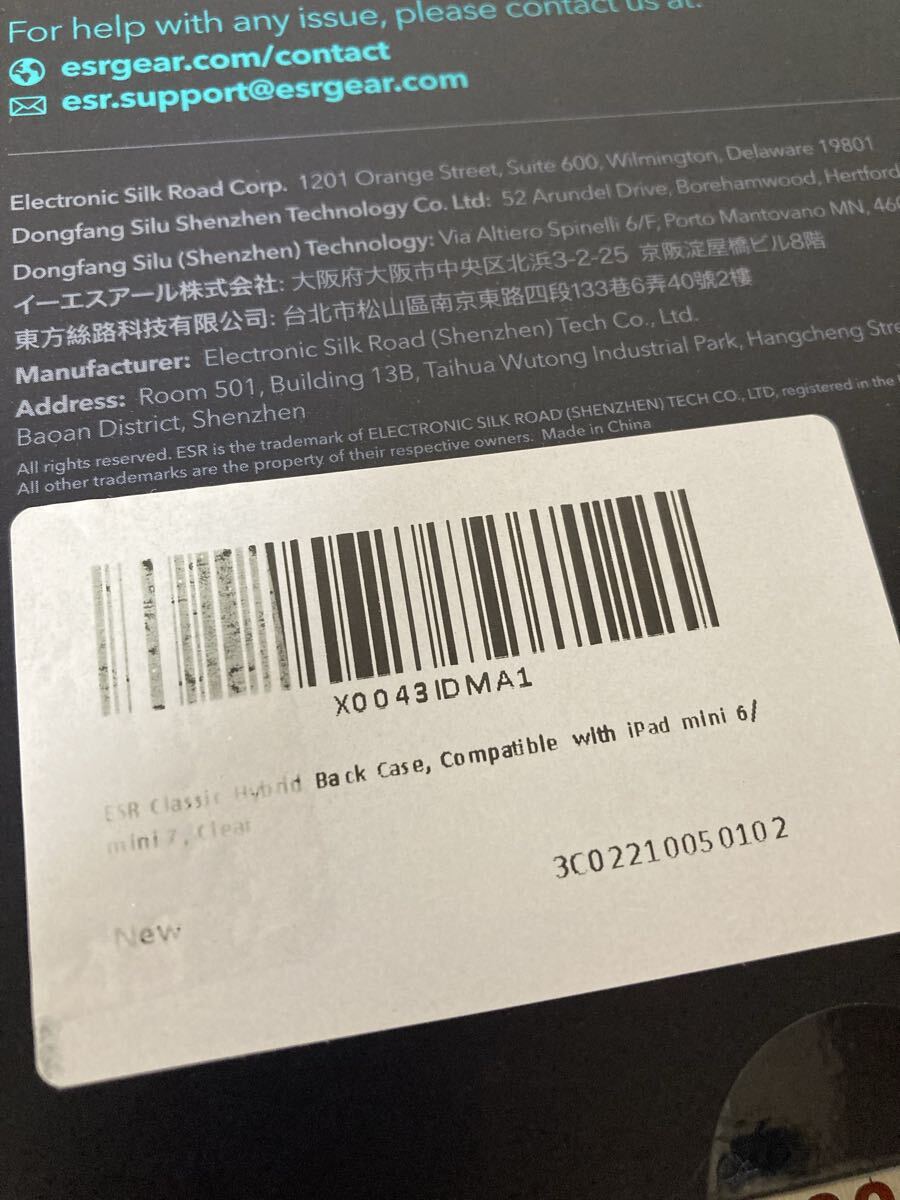 For help with any issue, please contact us at:
esrgear.com/contact
esr.support@esrgear.com
Electronic Silk Road Corp. 1201 Orange Street, Suite 600, Wilmington, Delaware 19801
Dongfang Silu Shenzhen Technology Co. Ltd: 52 Arundel Drive, Borehamwood, Hertford
Dongfang Silu (Shenzhen) Technology: Via Altiero Spinelli 6/F, Porto Mantovano MN, 460
イーエスアール株式会社: 大阪府大阪市中央区北浜3-2-25 京阪淀屋橋ビル8階
東方絲路科技有限公司: 台北市松山區南京東路四段133巷6弄40號2樓
Manufacturer: Electronic Silk Road (Shenzhen) Tech Co., Ltd.
Address: Room 501, Building 13B, Taihua Wutong Industrial Park, Hangcheng Stre
Baoan District, Shenzhen
All rights reserved. ESR is the trademark of ELECTRONIC SILK ROAD (SHENZHEN) TECH CO., LTD, registered in the
All other trademarks are the property of their respective owners. Made in China
X0043IDMA1
ESR Classic Hybrid Back Case, Compatible with iPad mini 6/
mini 7, Clear
3C02210050102
New